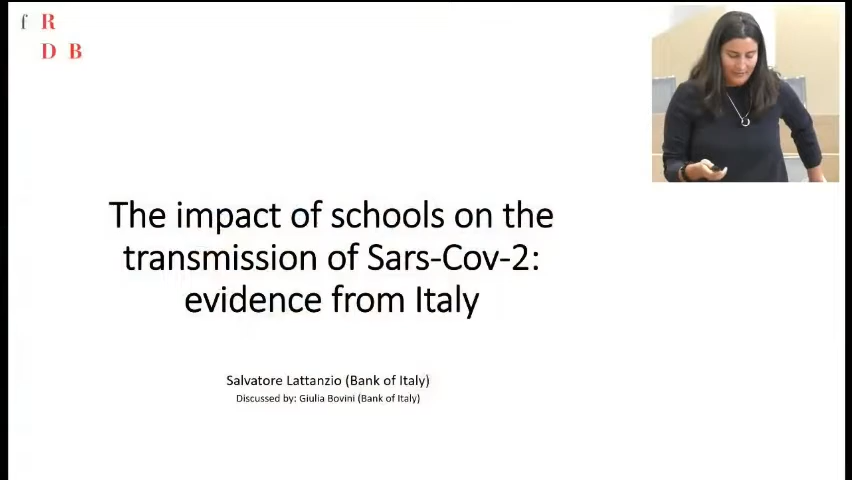 f R
D B
The impact of schools on the
transmission of Sars-Cov-2:
evidence from Italy
Salvatore Lattanzio (Bank of Italy)
Discussed by: Giulia Bovini (Bank of Italy)